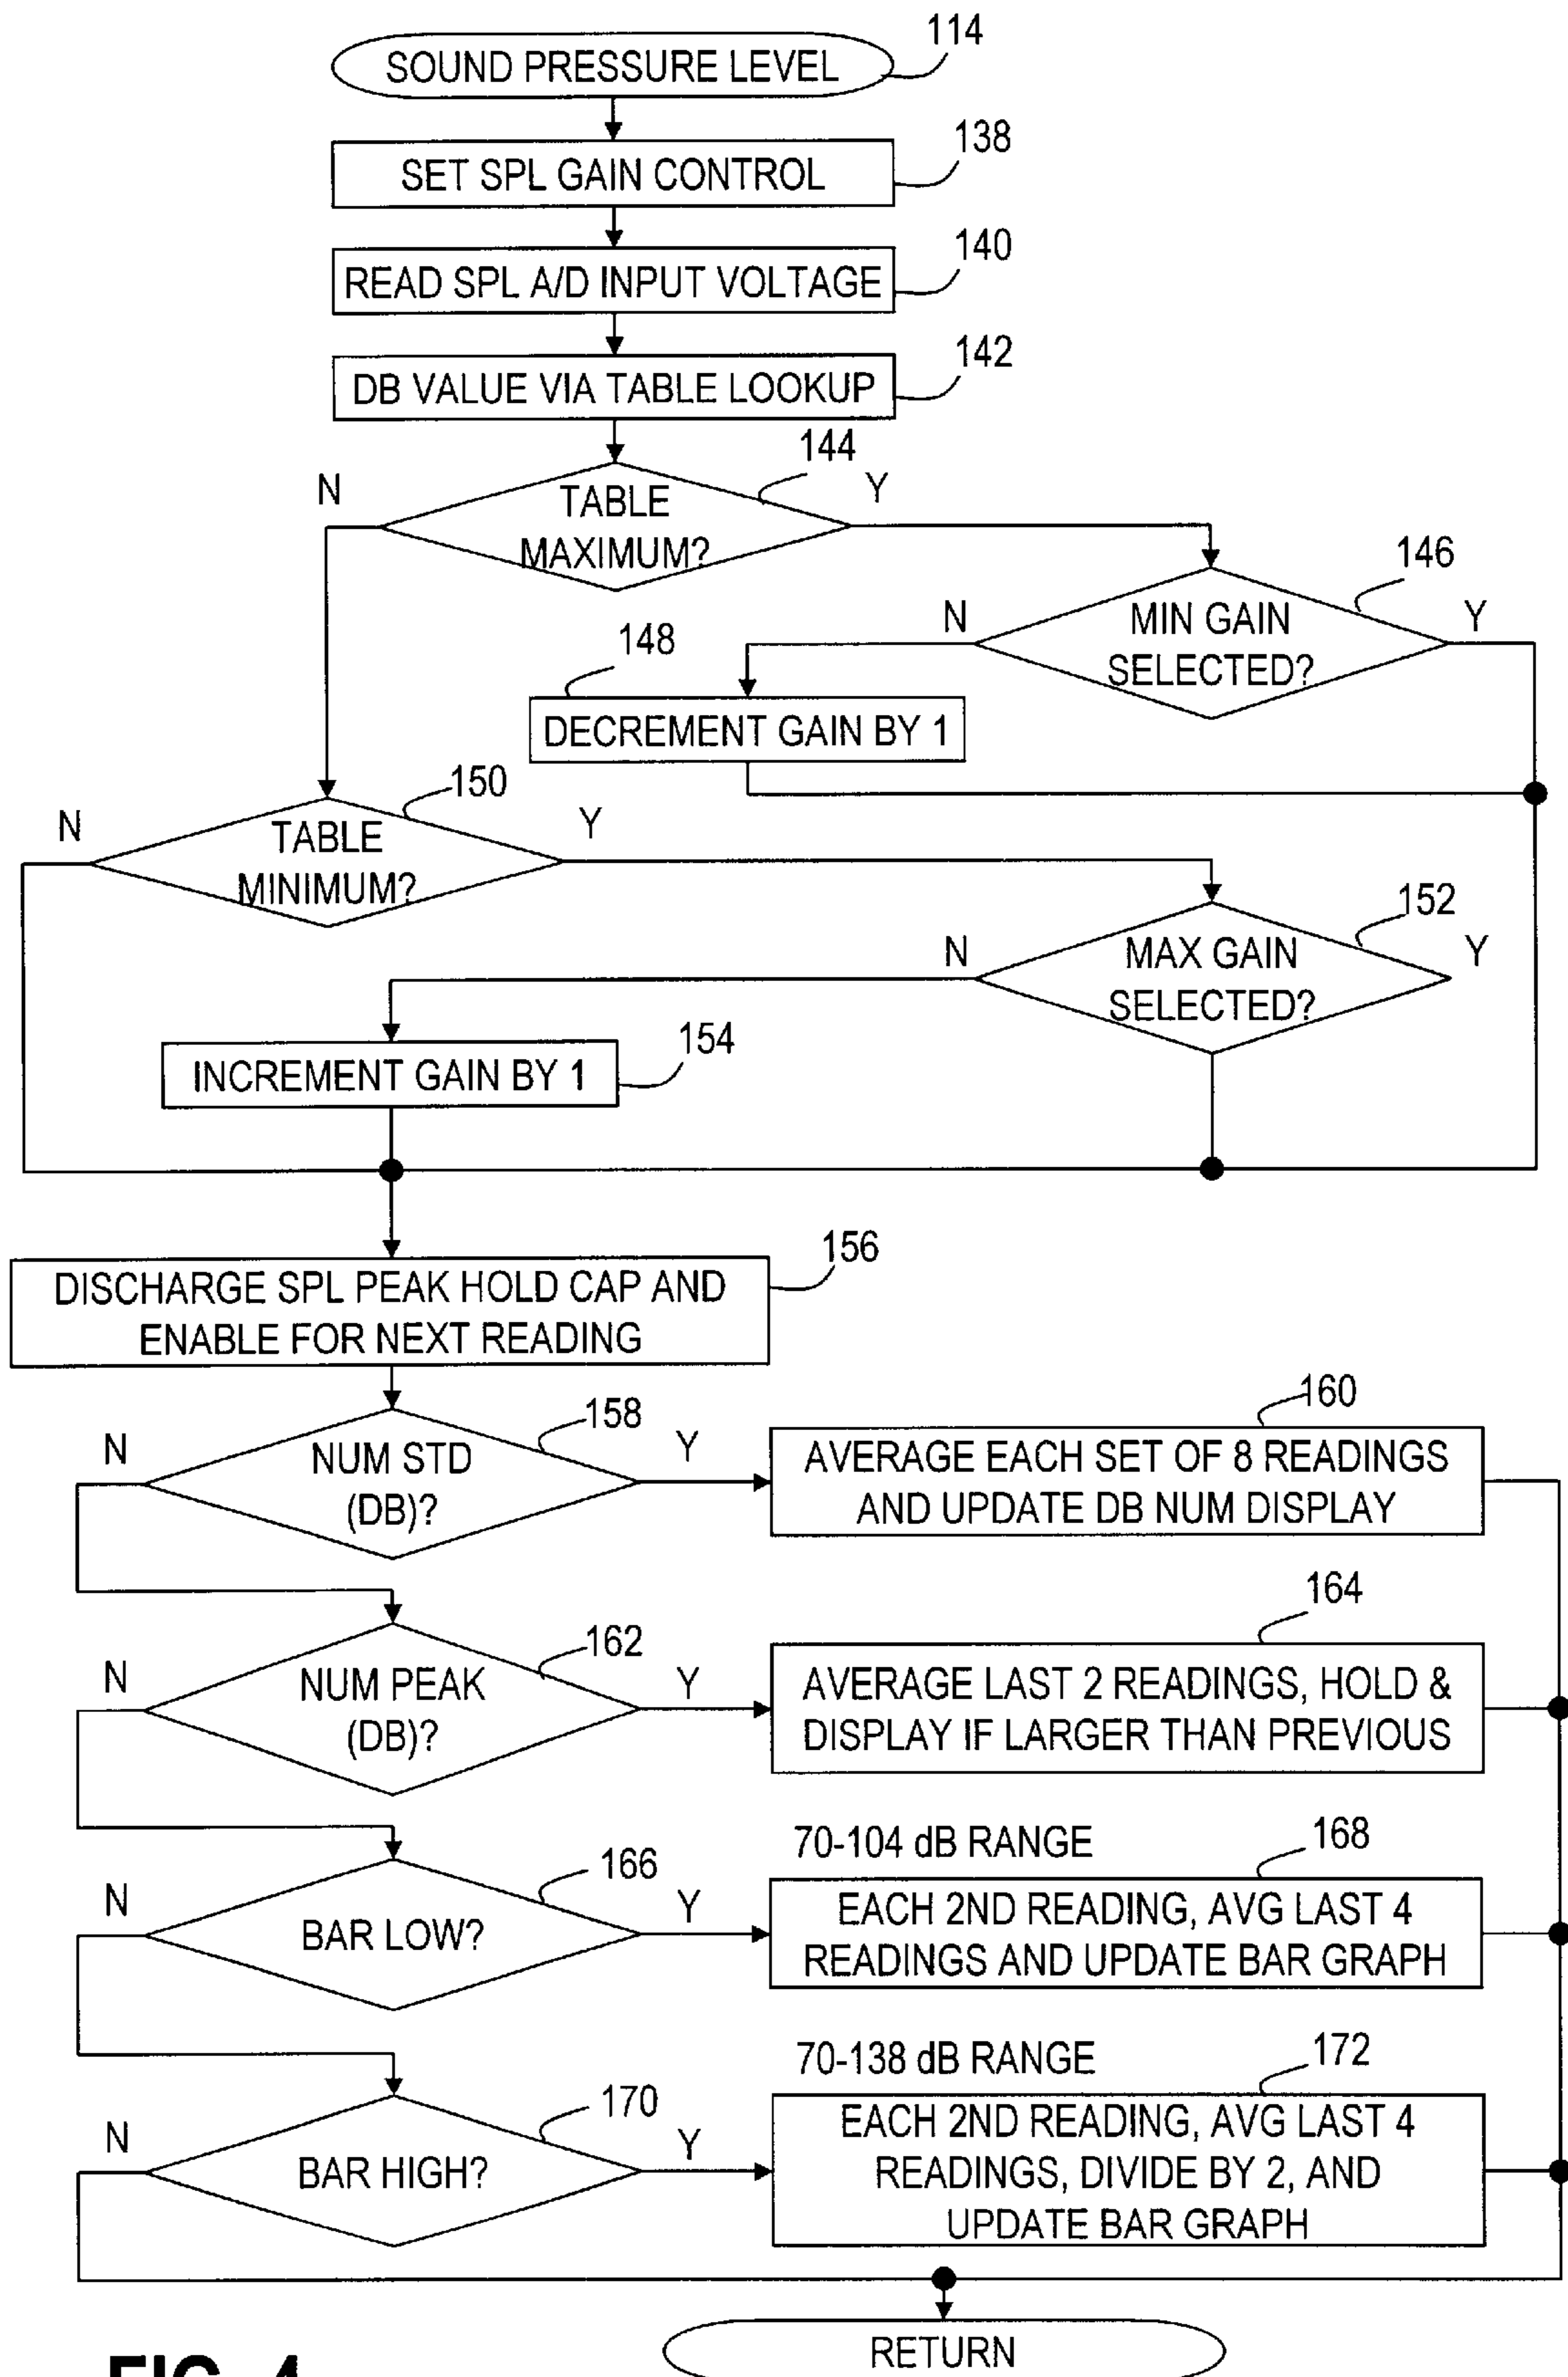 114
SOUND PRESSURE LEVEL
138
SET SPL GAIN CONTROL
140
READ SPL A/D INPUT VOLTAGE
142
DB VALUE VIA TABLE LOOKUP
144
N
Y
TABLE
MAXIMUM?
146
N
Y
MIN GAIN
SELECTED?
148
DECREMENT GAIN BY 1
150
N
Y
TABLE
MINIMUM?
152
N
Y
MAX GAIN
SELECTED?
154
INCREMENT GAIN BY 1
156
DISCHARGE SPL PEAK HOLD CAP AND
ENABLE FOR NEXT READING
158
N
Y
NUM STD
(DB)?
160
AVERAGE EACH SET OF 8 READINGS
AND UPDATE DB NUM DISPLAY
162
N
Y
NUM PEAK
(DB)?
164
AVERAGE LAST 2 READINGS, HOLD &
DISPLAY IF LARGER THAN PREVIOUS
166
N
Y
BAR LOW?
70-104 dB RANGE
168
EACH 2ND READING, AVG LAST 4
READINGS AND UPDATE BAR GRAPH
170
N
Y
BAR HIGH?
70-138 dB RANGE
172
EACH 2ND READING, AVG LAST 4
READINGS, DIVIDE BY 2, AND
UPDATE BAR GRAPH
RETURN
FIG. 4